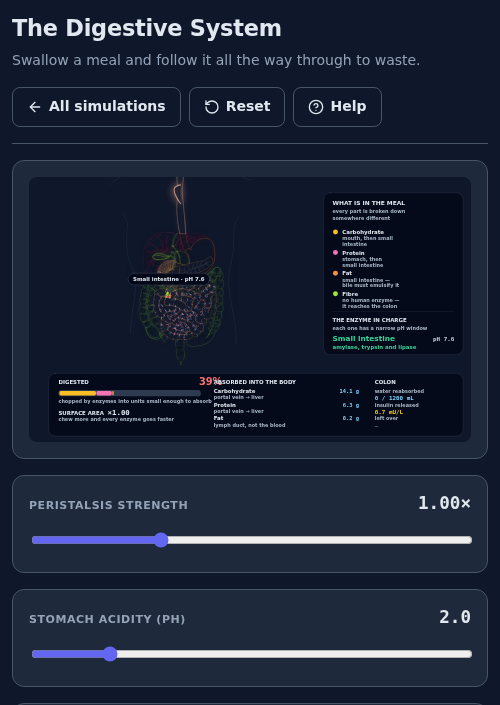 The Digestive System
Swallow a meal and follow it all the way through to waste.
All simulations
Reset
Help
Small intestine · pH 7.6
WHAT IS IN THE MEAL
every part is broken down
somewhere different
Carbohydrate
mouth, then small
intestine
Protein
stomach, then
small intestine
Fat
small intestine —
bile must emulsify it
Fibre
no human enzyme —
it reaches the colon
THE ENZYME IN CHARGE
each one has a narrow pH window
Small intestine
pH 7.6
amylase, trypsin and lipase
DIGESTED
39%
chopped by enzymes into units small enough to absorb
SURFACE AREA ×1.00
chew more and every enzyme goes faster
ABSORBED INTO THE BODY
Carbohydrate 14.1 g
portal vein → liver
Protein 6.3 g
portal vein → liver
Fat 0.2 g
lymph duct, not the blood
COLON
water reabsorbed
0 / 1200 mL
insulin released
0.7 mU/L
left over
—
PERISTALSIS STRENGTH
1.00×
STOMACH ACIDITY (PH)
2.0